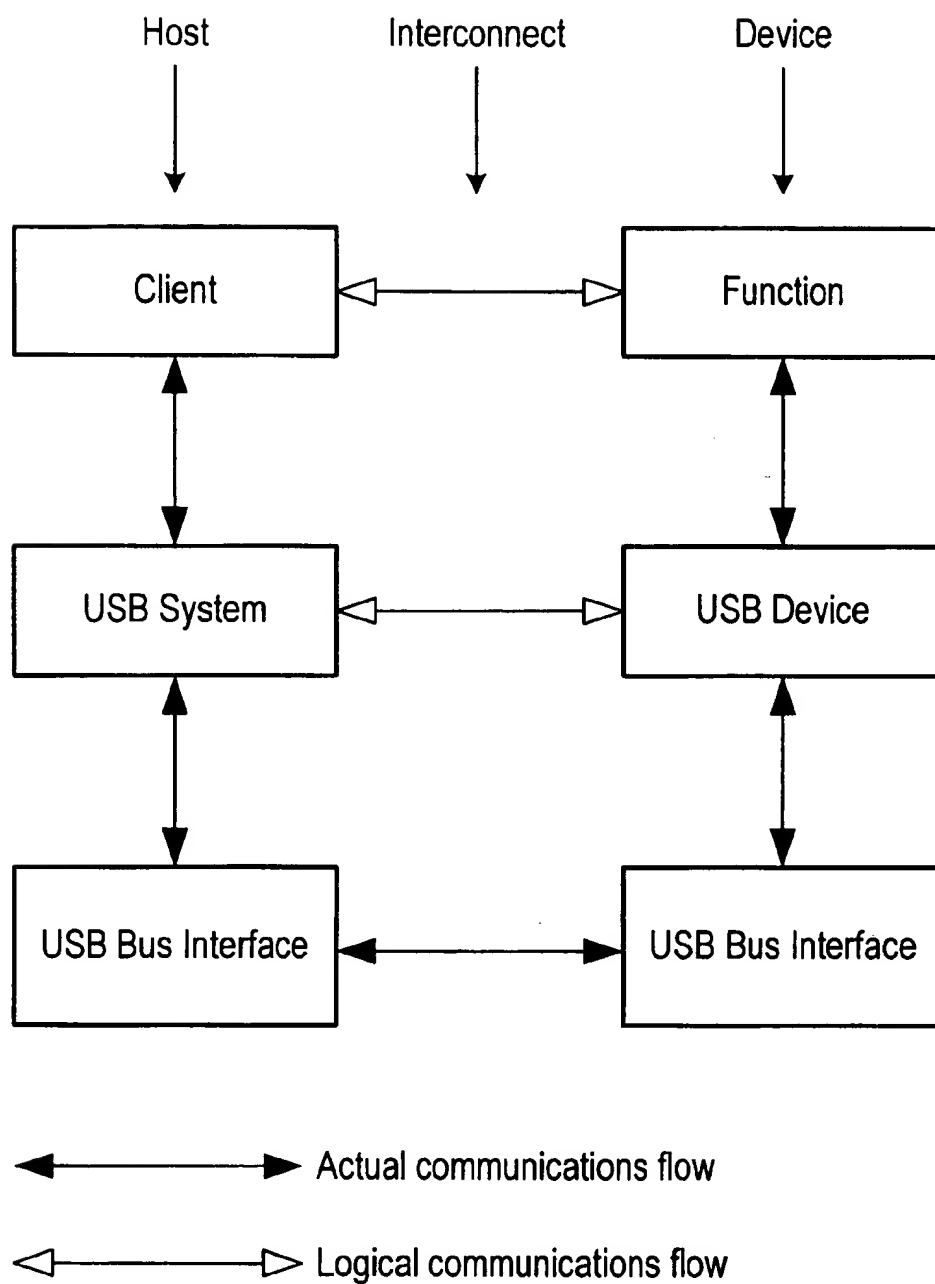 Host
Interconnect
Device
Client
Function
USB System
USB Device
USB Bus Interface
USB Bus Interface
Actual communications flow
Logical communications flow